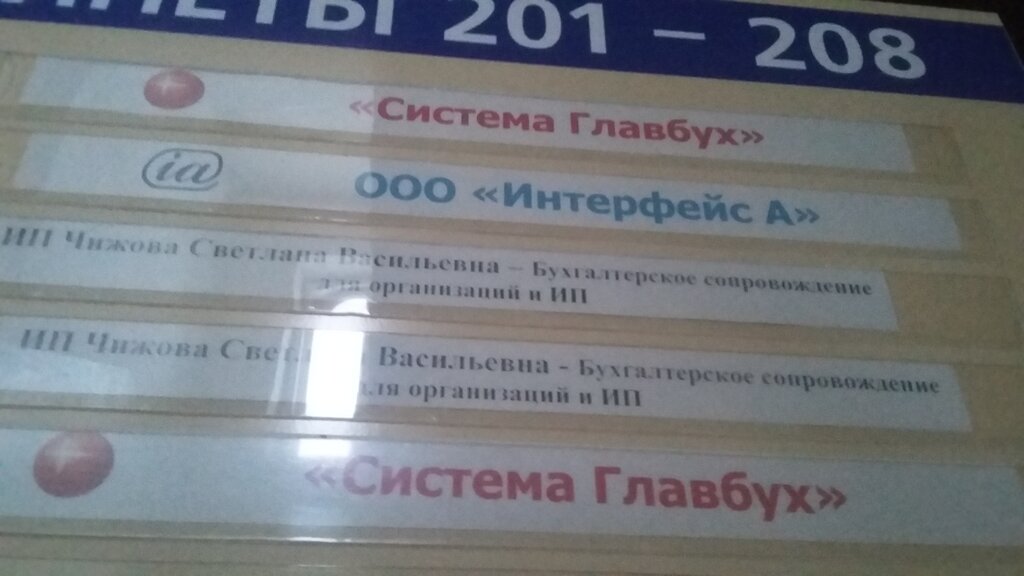 201 – 208
«Система Главбух»
ia
ООО «Интерфейс А»
ИП Чижова Светлана Васильевна – Бухгалтерское сопровождение
для организаций и ИП
ИП Чижова Васильевна - Бухгалтерское сопровождение
для организаций и ИП
«Система Главбух»